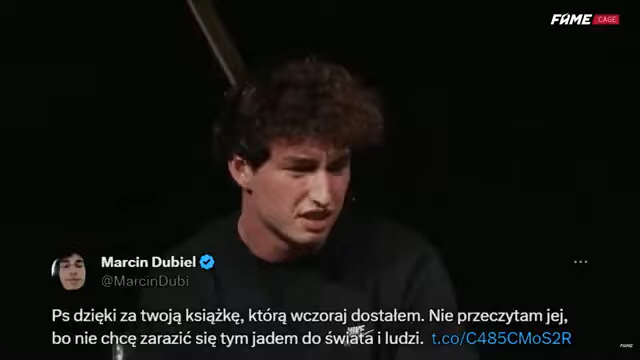 FAME CAGE
Marcin Dubiel
@MarcinDubi
...
Ps dzięki za twoją książkę, którą wczoraj dostałem. Nie przeczytam jej,
bo nie chcę zarazić się tym jadem do świata i ludzi. t.co/C485CMoS2R
NIKE
FAME